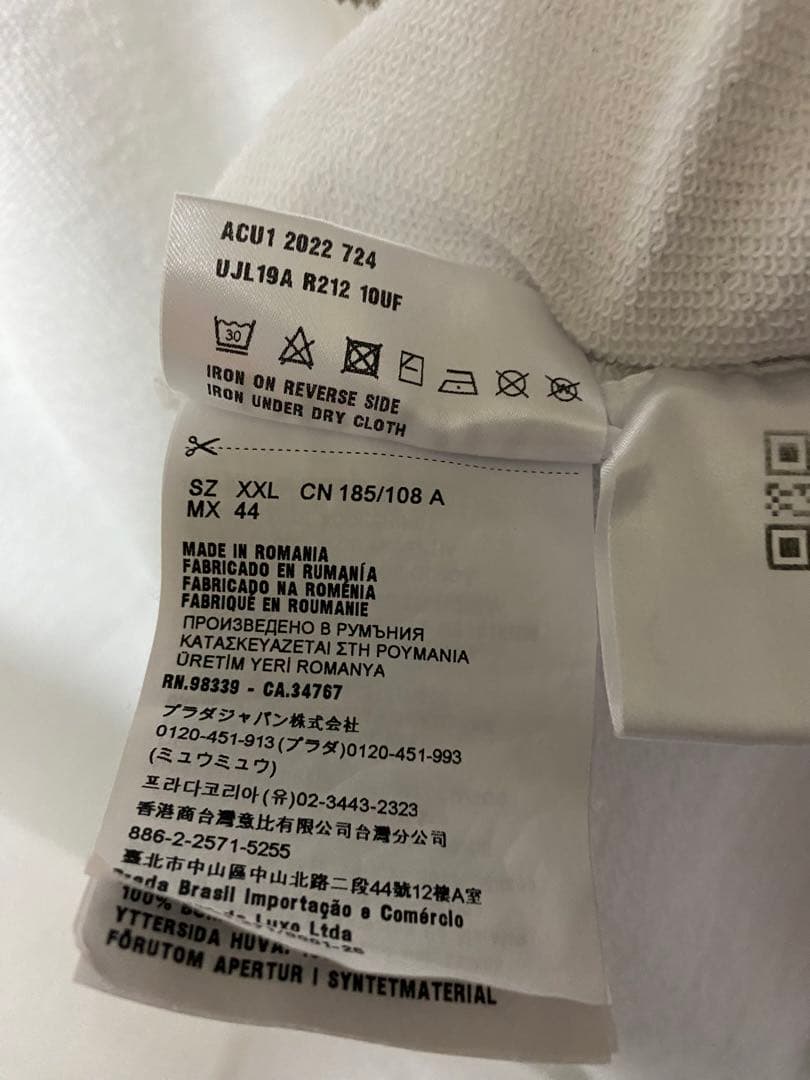 ACU1 2022 724
UJL19A R212 10UF
30
IRON ON REVERSE SIDE
IRON UNDER DRY CLOTH
SZ XXL CN 185/108 A
MX 44
MADE IN ROMANIA
FABRICADO EN RUMANÍA
FABRICADO NA ROMÉNIA
FABRIQUÉ EN ROUMANIE
ПРОИЗВЕДЕНО В РУМЪНИЯ
ΚΑΤΑΣΚΕΥΑΖΕΤΑΙ ΣΤΗ ΡΟΥΜΑΝΙΑ
ÜRETİM YERİ ROMANYA
RN.98339 - CA.34767
プラダジャパン株式会社
0120-451-913(プラダ)0120-451-993
(ミュウミュウ)
프라다코리아(유)02-3443-2323
香港商台灣意比有限公司台灣分公司
886-2-2571-5255
臺北市中山區中山北路二段44號12樓A室
Brasil Importação e Comércio
Luxo Ltda
100%
YTTERSIDA
FÖRUTOM APERTUR I SYNTETMATERIAL